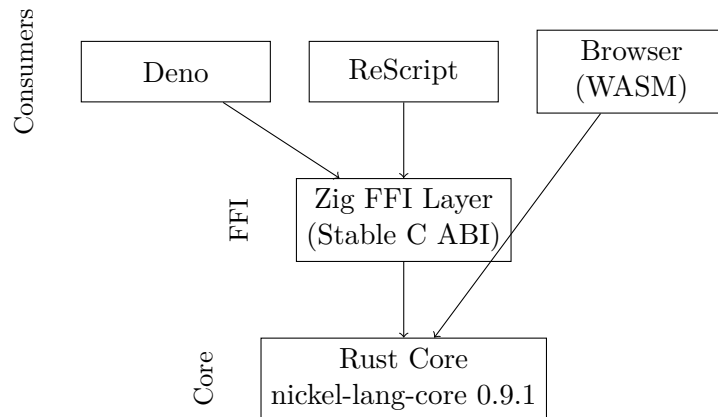 Consumers
Deno
ReScript
Browser
(WASM)
FFI
Zig FFI Layer
(Stable C ABI)
Core
Rust Core
nickel-lang-core 0.9.1